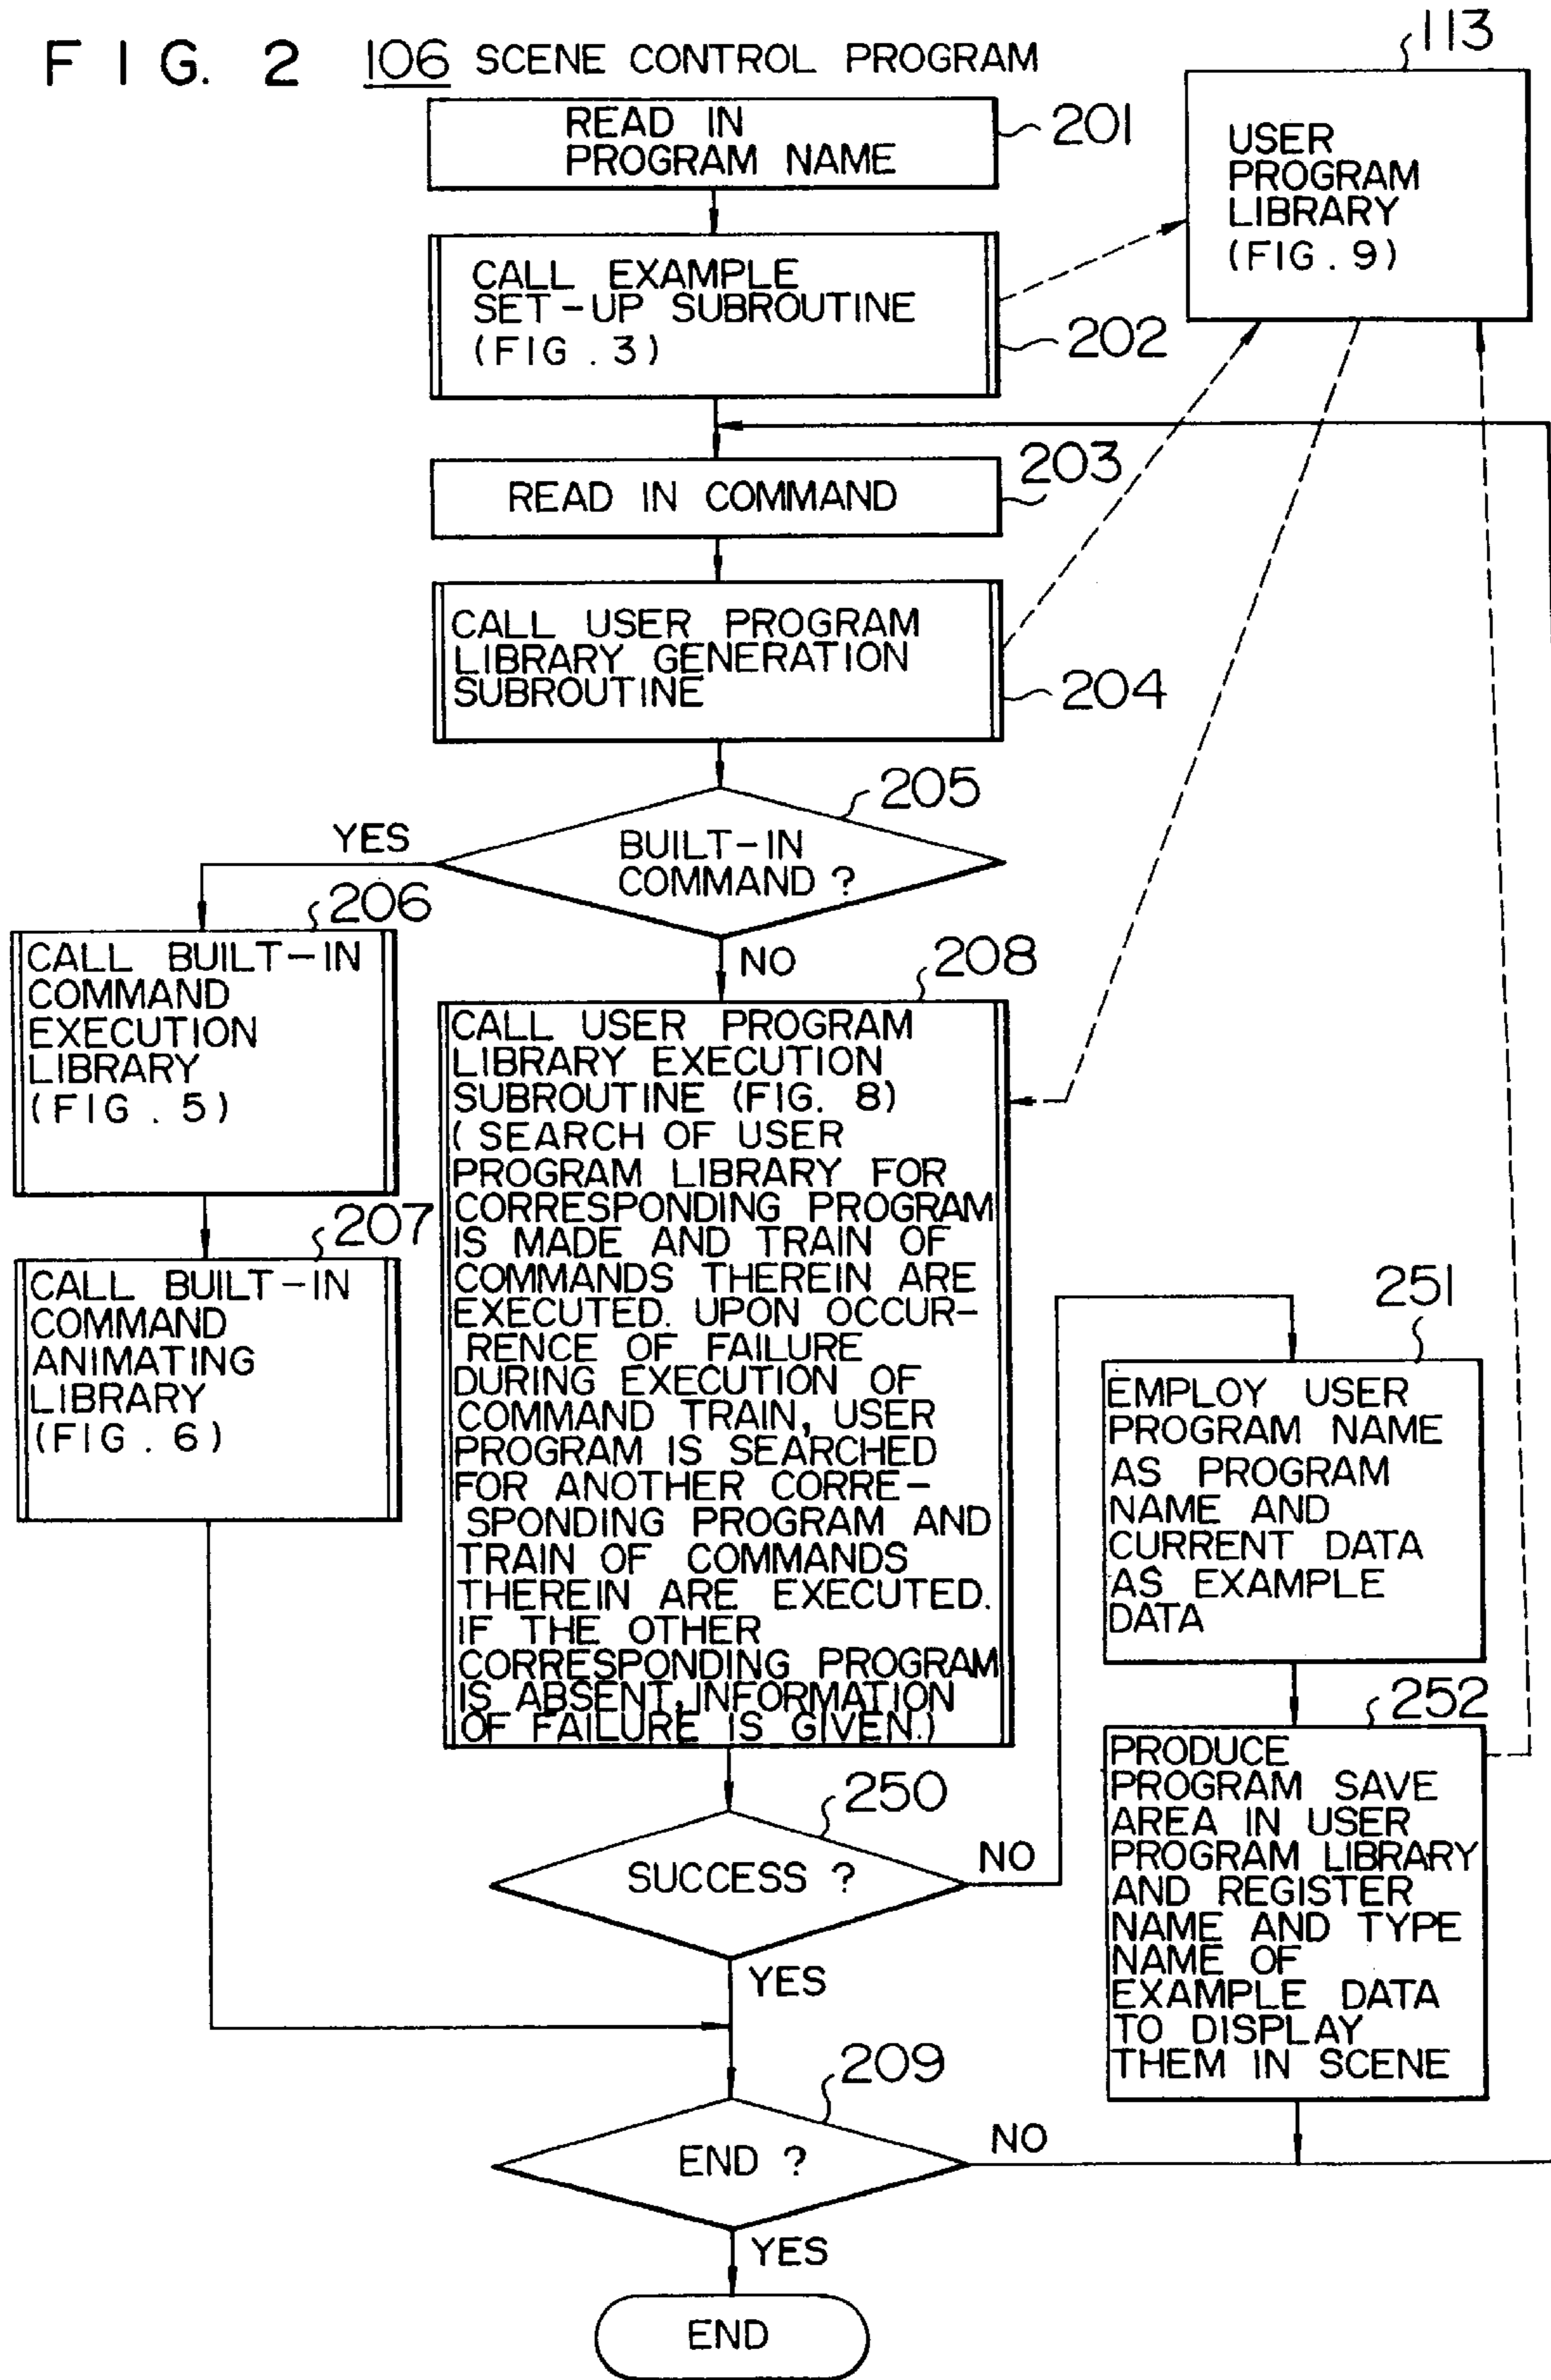 FIG. 2 106 SCENE CONTROL PROGRAM
113
READ IN
PROGRAM NAME
201
USER
PROGRAM
LIBRARY
(FIG. 9)
CALL EXAMPLE
SET-UP SUBROUTINE
(FIG. 3)
202
READ IN COMMAND
203
CALL USER PROGRAM
LIBRARY GENERATION
SUBROUTINE
204
205
BUILT-IN
COMMAND ?
YES
NO
206
CALL BUILT-IN
COMMAND
EXECUTION
LIBRARY
(FIG. 5)
207
CALL BUILT-IN
COMMAND
ANIMATING
LIBRARY
(FIG. 6)
208
CALL USER PROGRAM
LIBRARY EXECUTION
SUBROUTINE (FIG. 8)
(SEARCH OF USER
PROGRAM LIBRARY FOR
CORRESPONDING PROGRAM
IS MADE AND TRAIN OF
COMMANDS THEREIN ARE
EXECUTED. UPON OCCUR-
RENCE OF FAILURE
DURING EXECUTION OF
COMMAND TRAIN, USER
PROGRAM IS SEARCHED
FOR ANOTHER CORRE-
SPONDING PROGRAM AND
TRAIN OF COMMANDS
THEREIN ARE EXECUTED.
IF THE OTHER
CORRESPONDING PROGRAM
IS ABSENT, INFORMATION
OF FAILURE IS GIVEN.)
250
SUCCESS ?
NO
YES
251
EMPLOY USER
PROGRAM NAME
AS PROGRAM
NAME AND
CURRENT DATA
AS EXAMPLE
DATA
252
PRODUCE
PROGRAM SAVE
AREA IN USER
PROGRAM LIBRARY
AND REGISTER
NAME AND TYPE
NAME OF
EXAMPLE DATA
TO DISPLAY
THEM IN SCENE
209
END ?
NO
YES
END